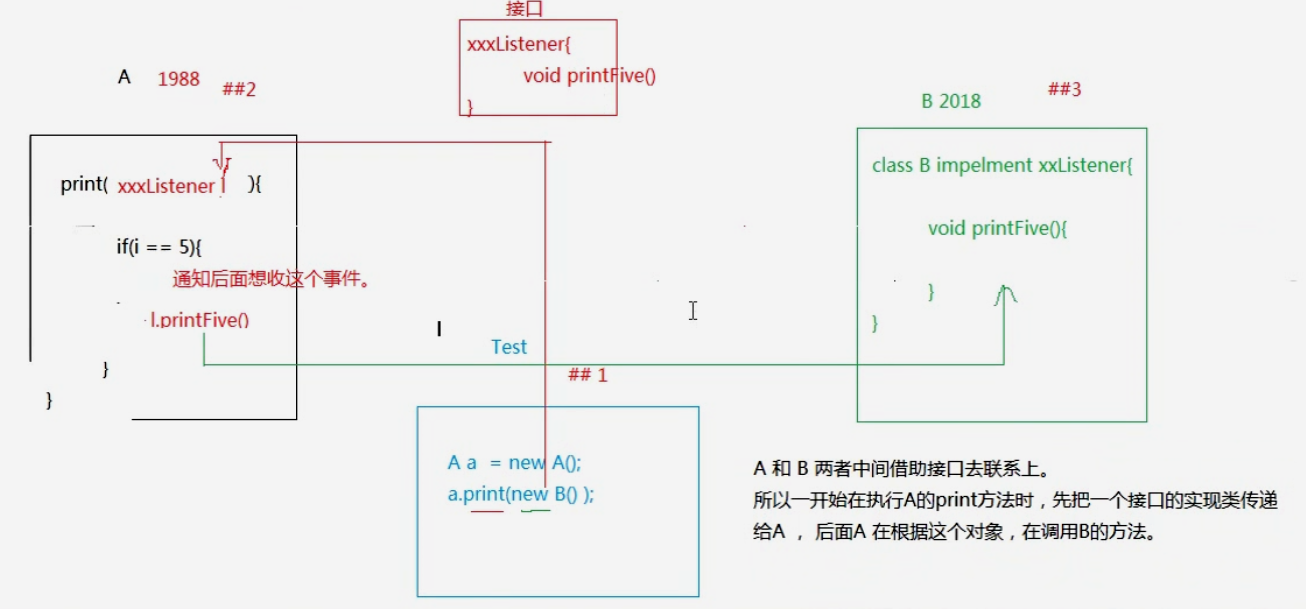 接口
xxxListener{
void printFive()
}
A 1988 ##2
print( xxxListener l ){
if(i == 5){
通知后面想收这个事件。
l.printFive()
}
}
B 2018 ##3
class B impelment xxListener{
void printFive(){
}
}
Test
## 1
A a = new A();
a.print(new B() );
A 和 B 两者中间借助接口去联系上。
所以一开始在执行A的print方法时，先把一个接口的实现类传递
给A ， 后面A 在根据这个对象，在调用B的方法。